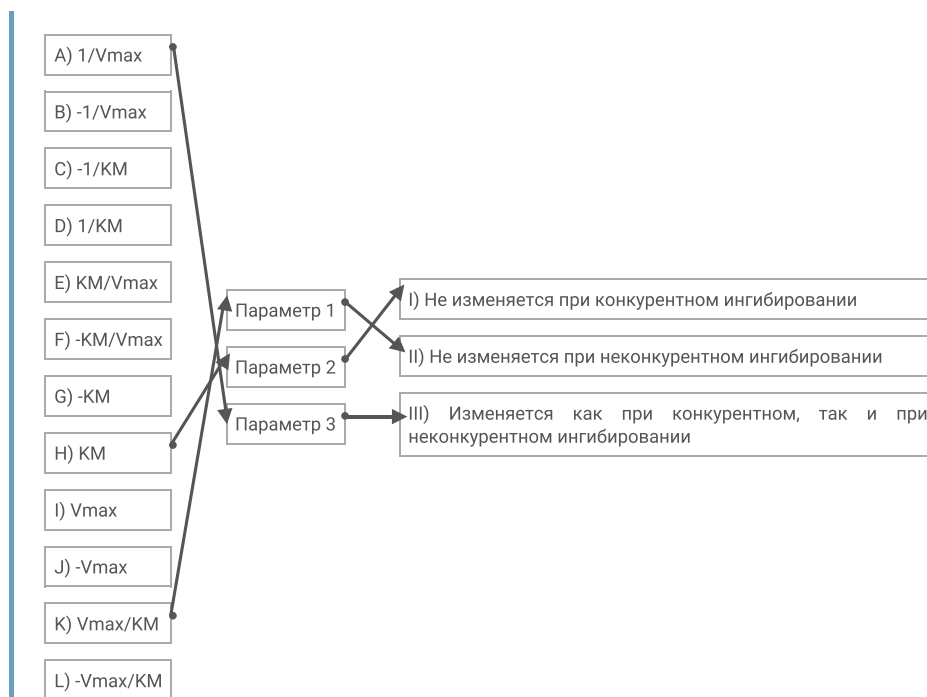 A) 1/Vmax
B) -1/Vmax
C) -1/KM
D) 1/KM
E) KM/Vmax
F) -KM/Vmax
G) -KM
H) KM
I) Vmax
J) -Vmax
K) Vmax/KM
L) -Vmax/KM
Параметр 1
Параметр 2
Параметр 3
I) Не изменяется при конкурентном ингибировании
II) Не изменяется при неконкурентном ингибировании
III) Изменяется как при конкурентном, так и при
неконкурентном ингибировании